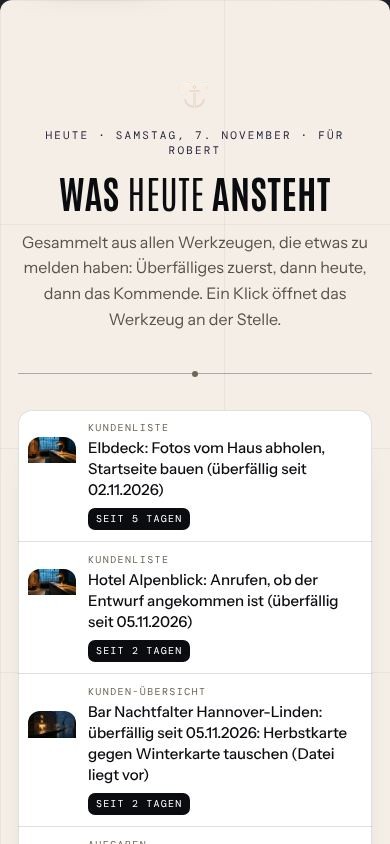 HEUTE · SAMSTAG, 7. NOVEMBER · FÜR
ROBERT
WAS HEUTE ANSTEHT
Gesammelt aus allen Werkzeugen, die etwas zu
melden haben: Überfälliges zuerst, dann heute,
dann das Kommende. Ein Klick öffnet das
Werkzeug an der Stelle.
KUNDENLISTE
Elbdeck: Fotos vom Haus abholen,
Startseite bauen (überfällig seit
02.11.2026)
SEIT 5 TAGEN
KUNDENLISTE
Hotel Alpenblick: Anrufen, ob der
Entwurf angekommen ist (überfällig
seit 05.11.2026)
SEIT 2 TAGEN
KUNDEN-ÜBERSICHT
Bar Nachtfalter Hannover-Linden:
überfällig seit 05.11.2026: Herbstkarte
gegen Winterkarte tauschen (Datei
liegt vor)
SEIT 2 TAGEN
AUFGABEN